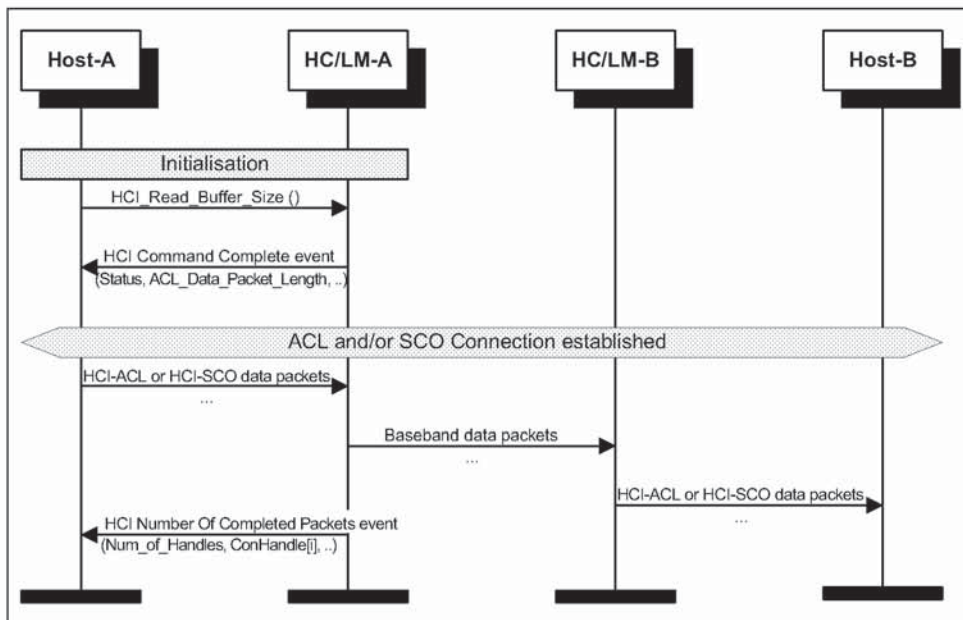 Host-A
HC/LM-A
HC/LM-B
Host-B
Initialisation
HCI_Read_Buffer_Size ()
HCI Command Complete event
(Status, ACL_Data_Packet_Length, ..)
ACL and/or SCO Connection established
HCI-ACL or HCI-SCO data packets
...
Baseband data packets
...
HCI-ACL or HCI-SCO data packets
...
HCI Number Of Completed Packets event
(Num_of_Handles, ConHandle[i], ..)